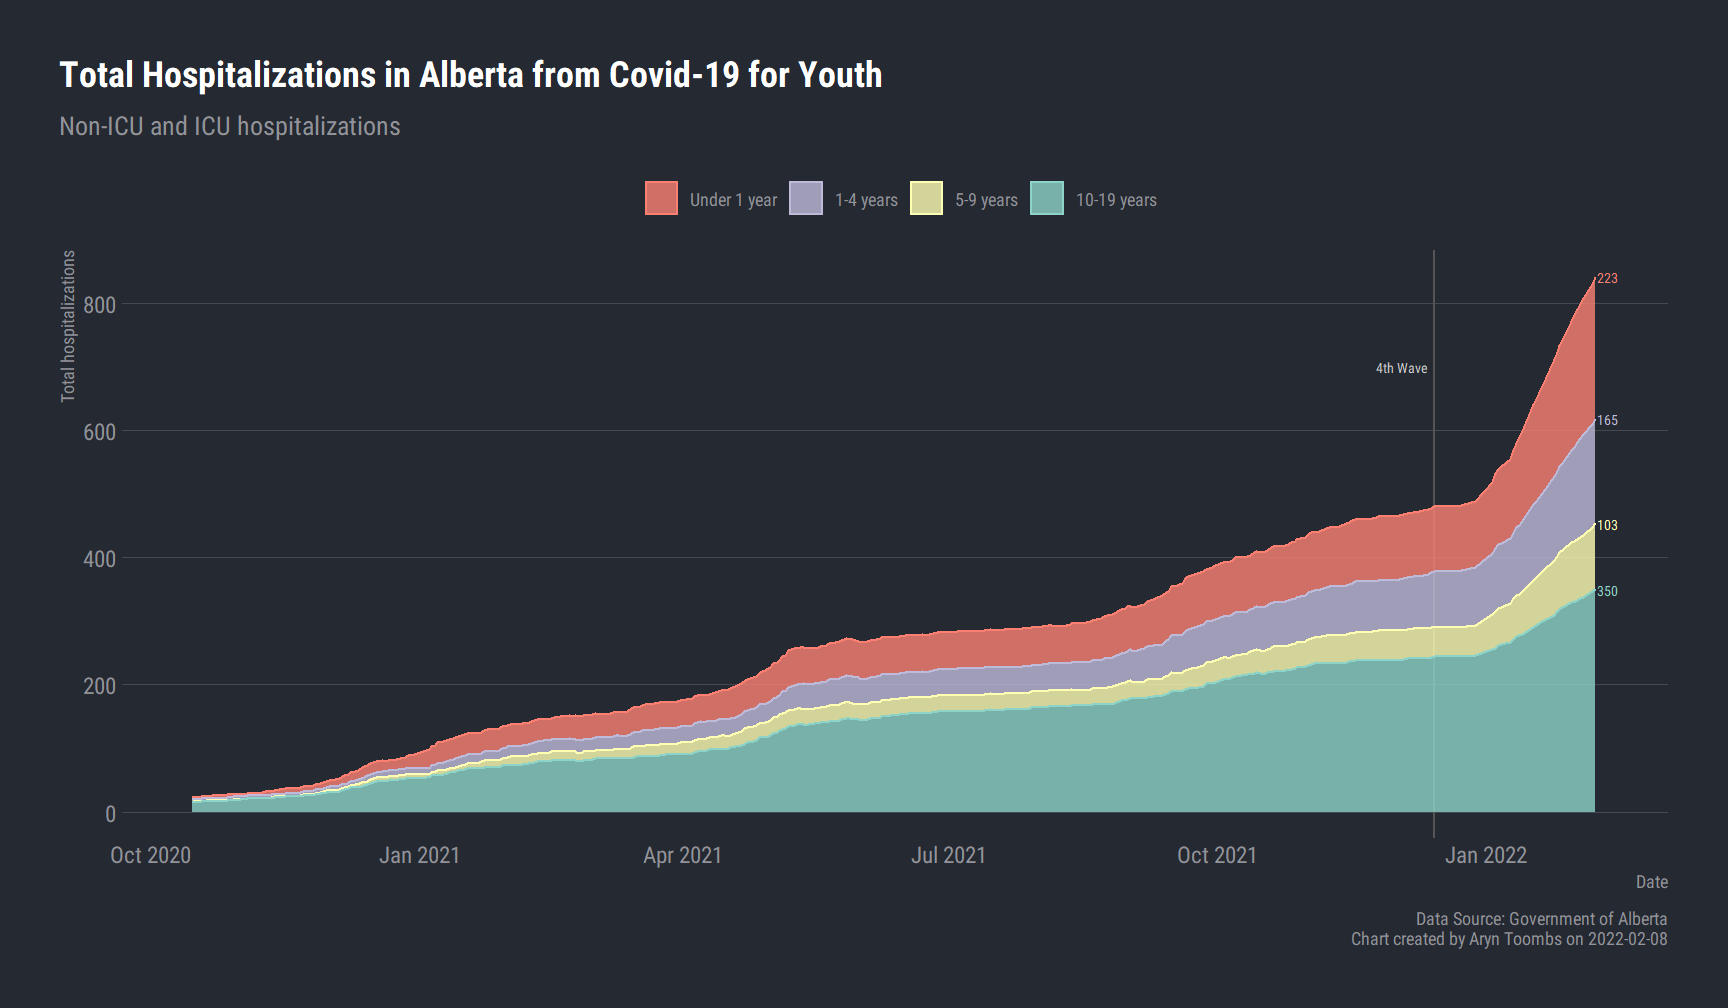 Total Hospitalizations in Alberta from Covid-19 for Youth
Non-ICU and ICU hospitalizations
Under 1 year 1-4 years 5-9 years 10-19 years
Total hospitalizations
800
600
400
200
0
4th Wave
223
165
103
350
Oct 2020 Jan 2021 Apr 2021 Jul 2021 Oct 2021 Jan 2022
Date
Data Source: Government of Alberta
Chart created by Aryn Toombs on 2022-02-08